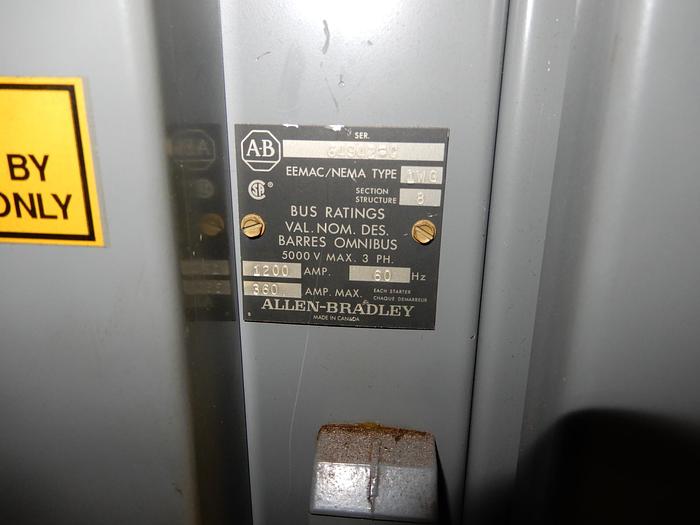 BY
ONLY
A-B
SER.
EEMAC/NEMA TYPE 1WG
SECTION
STRUCTURE 8
BUS RATINGS
VAL. NOM. DES.
BARRES OMNIBUS
5000 V MAX. 3 PH.
1200 AMP. 60 Hz
360 AMP. MAX. EACH STARTER
CHAQUE DEMARREUR
ALLEN-BRADLEY
MADE IN CANADA